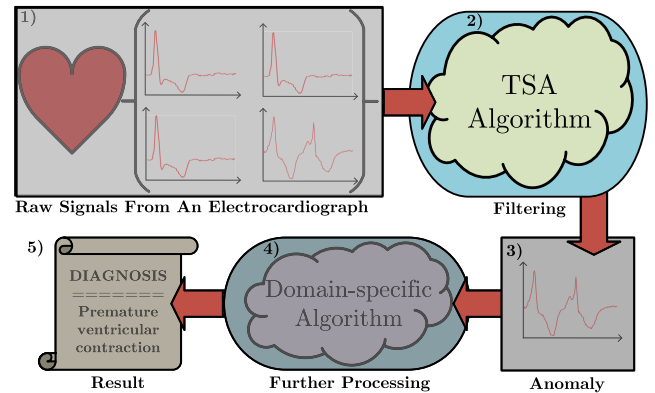 1)
Raw Signals From An Electrocardiograph
2)
TSA
Algorithm
Filtering
3)
Anomaly
4)
Domain-specific
Algorithm
Further Processing
5)
DIAGNOSIS
=======
Premature
ventricular
contraction
Result